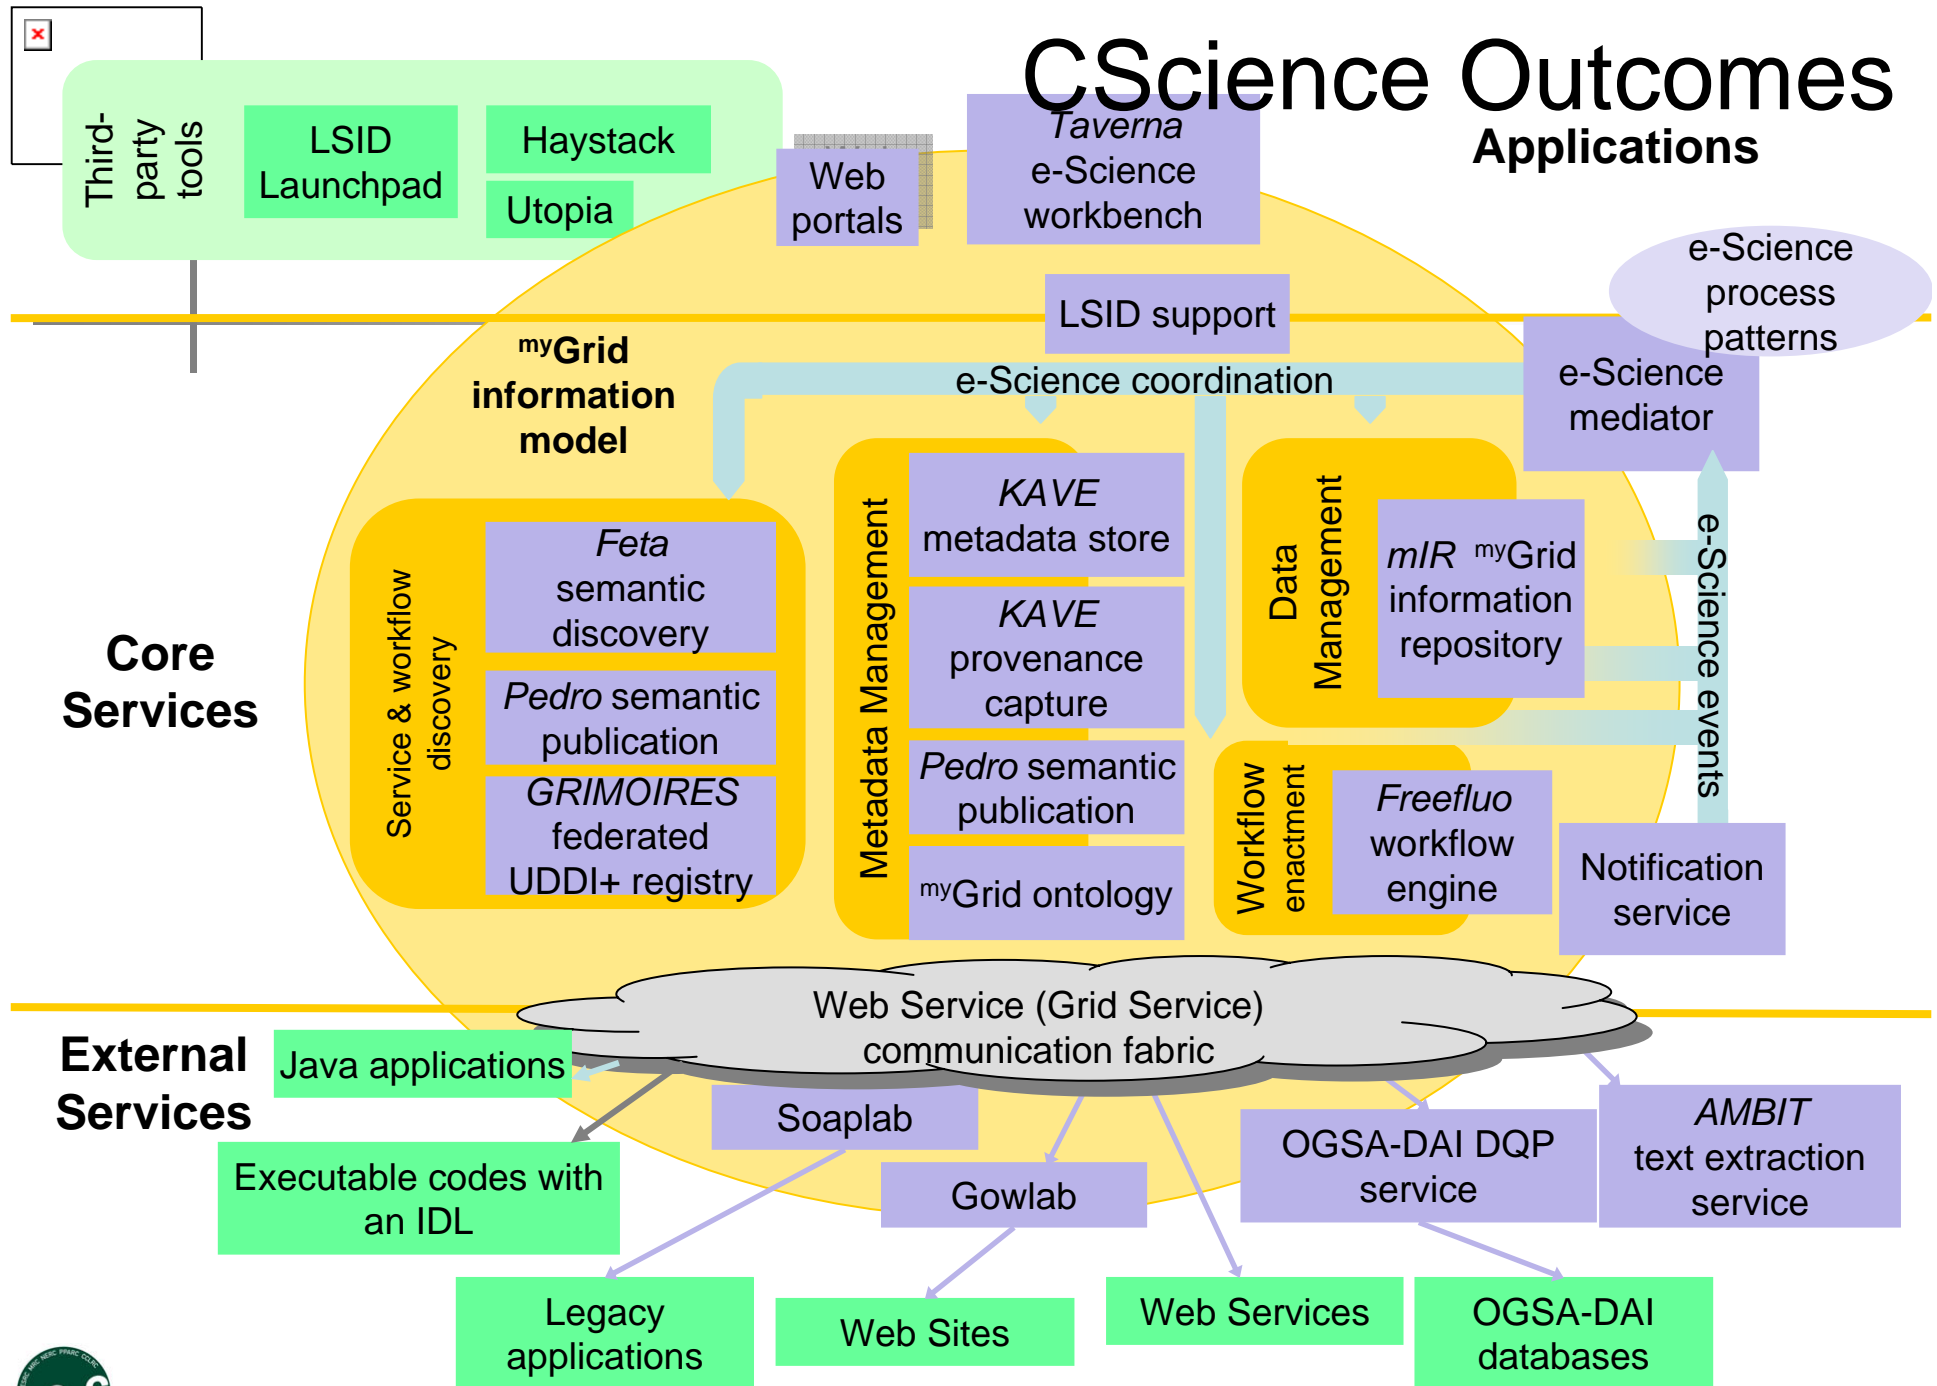 CScience Outcomes
Applications
Third-
party
tools
LSID
Launchpad
Haystack
Utopia
Web
portals
Taverna
e-Science
workbench
e-Science
process
patterns
LSID support
myGrid
information
model
e-Science coordination
e-Science
mediator
Core
Services
Service & workflow
discovery
Feta
semantic
discovery
Pedro semantic
publication
GRIMOIRES
federated
UDDI+ registry
Metadata Management
KAVE
metadata store
KAVE
provenance
capture
Pedro semantic
publication
myGrid ontology
Data
Management
mIR myGrid
information
repository
Workflow
enactment
Freefluo
workflow
engine
e-Science events
Notification
service
Web Service (Grid Service)
communication fabric
External
Services
Java applications
Executable codes with
an IDL
Soaplab
Gowlab
OGSA-DAI DQP
service
AMBIT
text extraction
service
Legacy
applications
Web Sites
Web Services
OGSA-DAI
databases
MRC NERC PPARC CCLRC